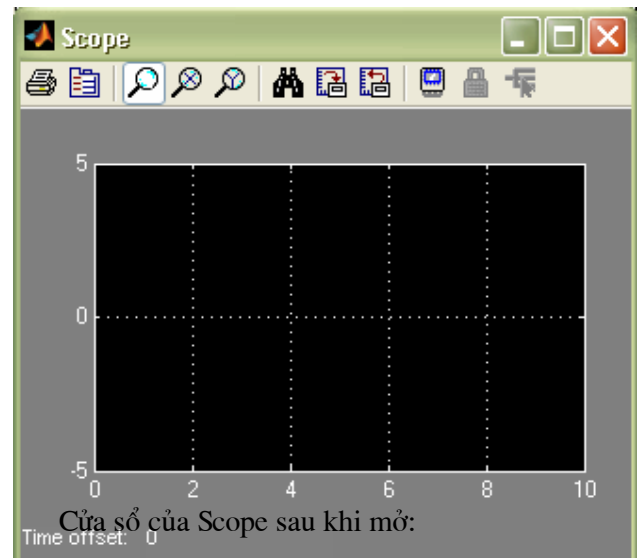 Scope
5
0
-5
0 2 4 6 8 10
Cửa sổ của Scope sau khi mở:
Time offset: 0